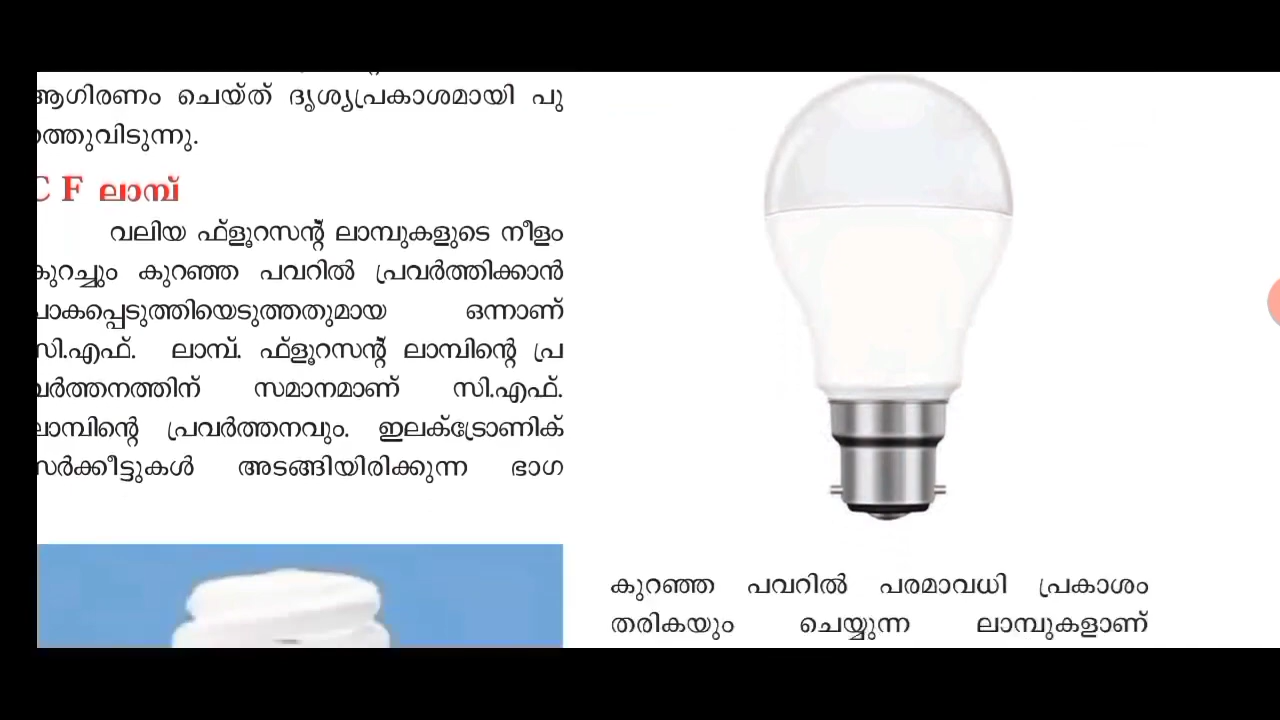 ആഗിരണം ചെയ്ത് ദൃശ്യപ്രകാശമായി പു
റത്തുവിടുന്നു.
C F ലാമ്പ്
വലിയ ഫ്ളൂറസന്റ് ലാമ്പുകളുടെ നീളം
കുറച്ചും കുറഞ്ഞ പവറിൽ പ്രവർത്തിക്കാൻ
പാകപ്പെടുത്തിയെടുത്തതുമായ ഒന്നാണ്
സി.എഫ്. ലാമ്പ്. ഫ്ളൂറസന്റ് ലാമ്പിന്റെ പ്ര
വർത്തനത്തിന് സമാനമാണ് സി.എഫ്.
ലാമ്പിന്റെ പ്രവർത്തനവും. ഇലക്ട്രോണിക്
സർക്കീട്ടുകൾ അടങ്ങിയിരിക്കുന്ന ഭാഗ
കുറഞ്ഞ പവറിൽ പരമാവധി പ്രകാശം
തരികയും ചെയ്യുന്ന ലാമ്പുകളാണ്